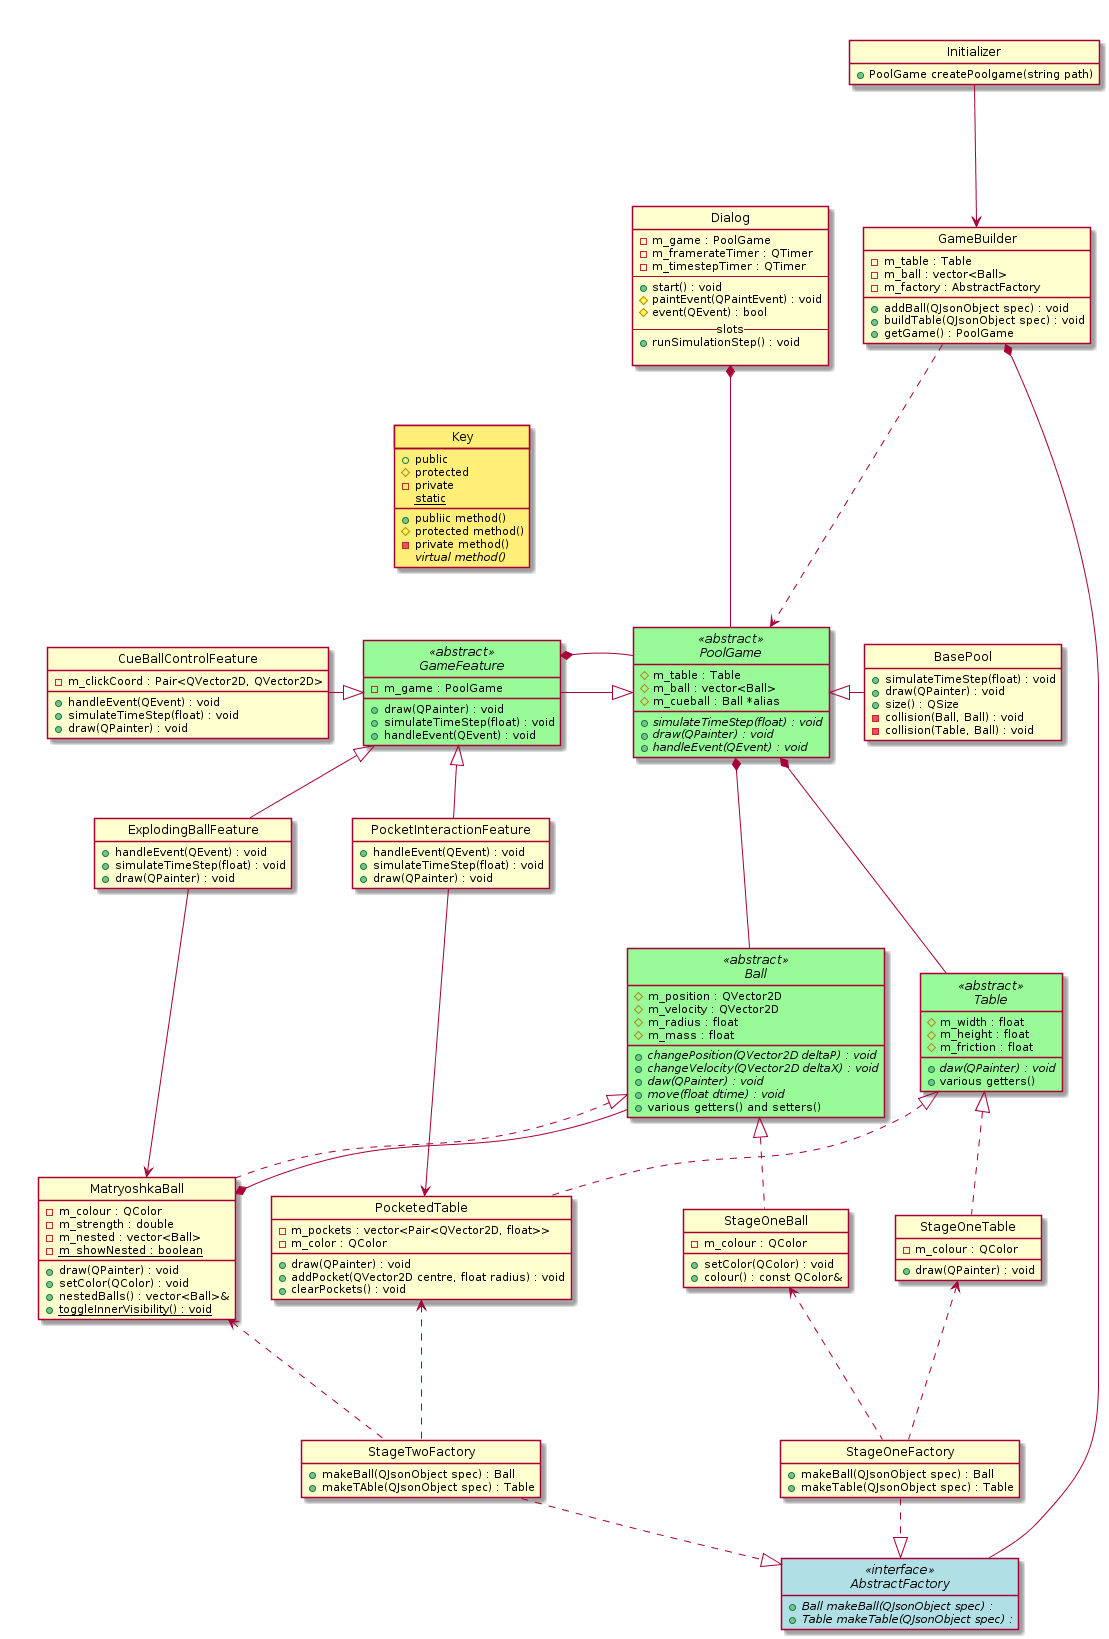 Initializer
PoolGame createPoolgame(string path)
Dialog
m_game : PoolGame
m_framerateTimer : QTimer
m_timestepTimer : QTimer
start() : void
paintEvent(QPaintEvent) : void
event(QEvent) : bool
slots
runSimulationStep() : void
GameBuilder
m_table : Table
m_ball : vector<Ball>
m_factory : AbstractFactory
addBall(QJsonObject spec) : void
buildTable(QJsonObject spec) : void
getGame() : PoolGame
Key
public
protected
private
static
publiic method()
protected method()
private method()
virtual method()
CueBallControlFeature
m_clickCoord : Pair<QVector2D, QVector2D>
handleEvent(QEvent) : void
simulateTimeStep(float) : void
draw(QPainter) : void
«abstract»
GameFeature
m_game : PoolGame
draw(QPainter) : void
simulateTimeStep(float) : void
handleEvent(QEvent) : void
«abstract»
PoolGame
m_table : Table
m_ball : vector<Ball>
m_cueball : Ball *alias
simulateTimeStep(float) : void
draw(QPainter) : void
handleEvent(QEvent) : void
BasePool
simulateTimeStep(float) : void
draw(QPainter) : void
size() : QSize
collision(Ball, Ball) : void
collision(Table, Ball) : void
ExplodingBallFeature
handleEvent(QEvent) : void
simulateTimeStep(float) : void
draw(QPainter) : void
PocketInteractionFeature
handleEvent(QEvent) : void
simulateTimeStep(float) : void
draw(QPainter) : void
«abstract»
Ball
m_position : QVector2D
m_velocity : QVector2D
m_radius : float
m_mass : float
changePosition(QVector2D deltaP) : void
changeVelocity(QVector2D deltaX) : void
daw(QPainter) : void
move(float dtime) : void
various getters() and setters()
«abstract»
Table
m_width : float
m_height : float
m_friction : float
daw(QPainter) : void
various getters()
MatryoshkaBall
m_colour : QColor
m_strength : double
m_nested : vector<Ball>
m_showNested : boolean
draw(QPainter) : void
setColor(QColor) : void
nestedBalls() : vector<Ball>&
toggleInnerVisibility() : void
PocketedTable
m_pockets : vector<Pair<QVector2D, float>>
m_color : QColor
draw(QPainter) : void
addPocket(QVector2D centre, float radius) : void
clearPockets() : void
StageOneBall
m_colour : QColor
setColor(QColor) : void
colour() : const QColor&
StageOneTable
m_colour : QColor
draw(QPainter) : void
StageTwoFactory
makeBall(QJsonObject spec) : Ball
makeTAble(QJsonObject spec) : Table
StageOneFactory
makeBall(QJsonObject spec) : Ball
makeTable(QJsonObject spec) : Table
«interface»
AbstractFactory
Ball makeBall(QJsonObject spec) :
Table makeTable(QJsonObject spec) :